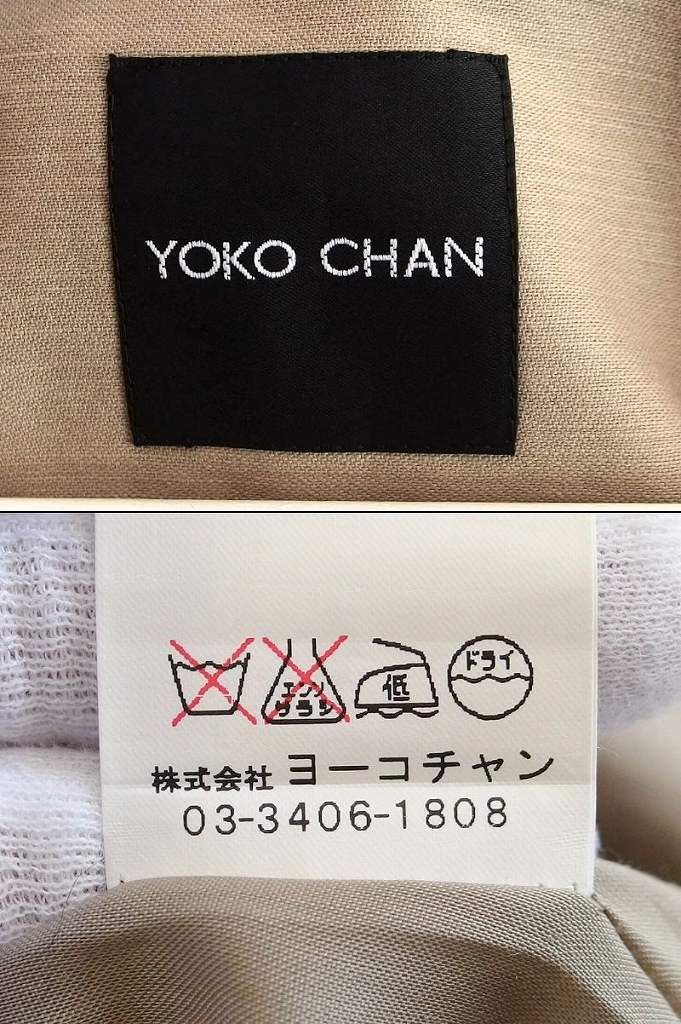 YOKO CHAN
エンソ
サラシ
低
ドライ
株式会社 ヨーコチャン
03-3406-1808